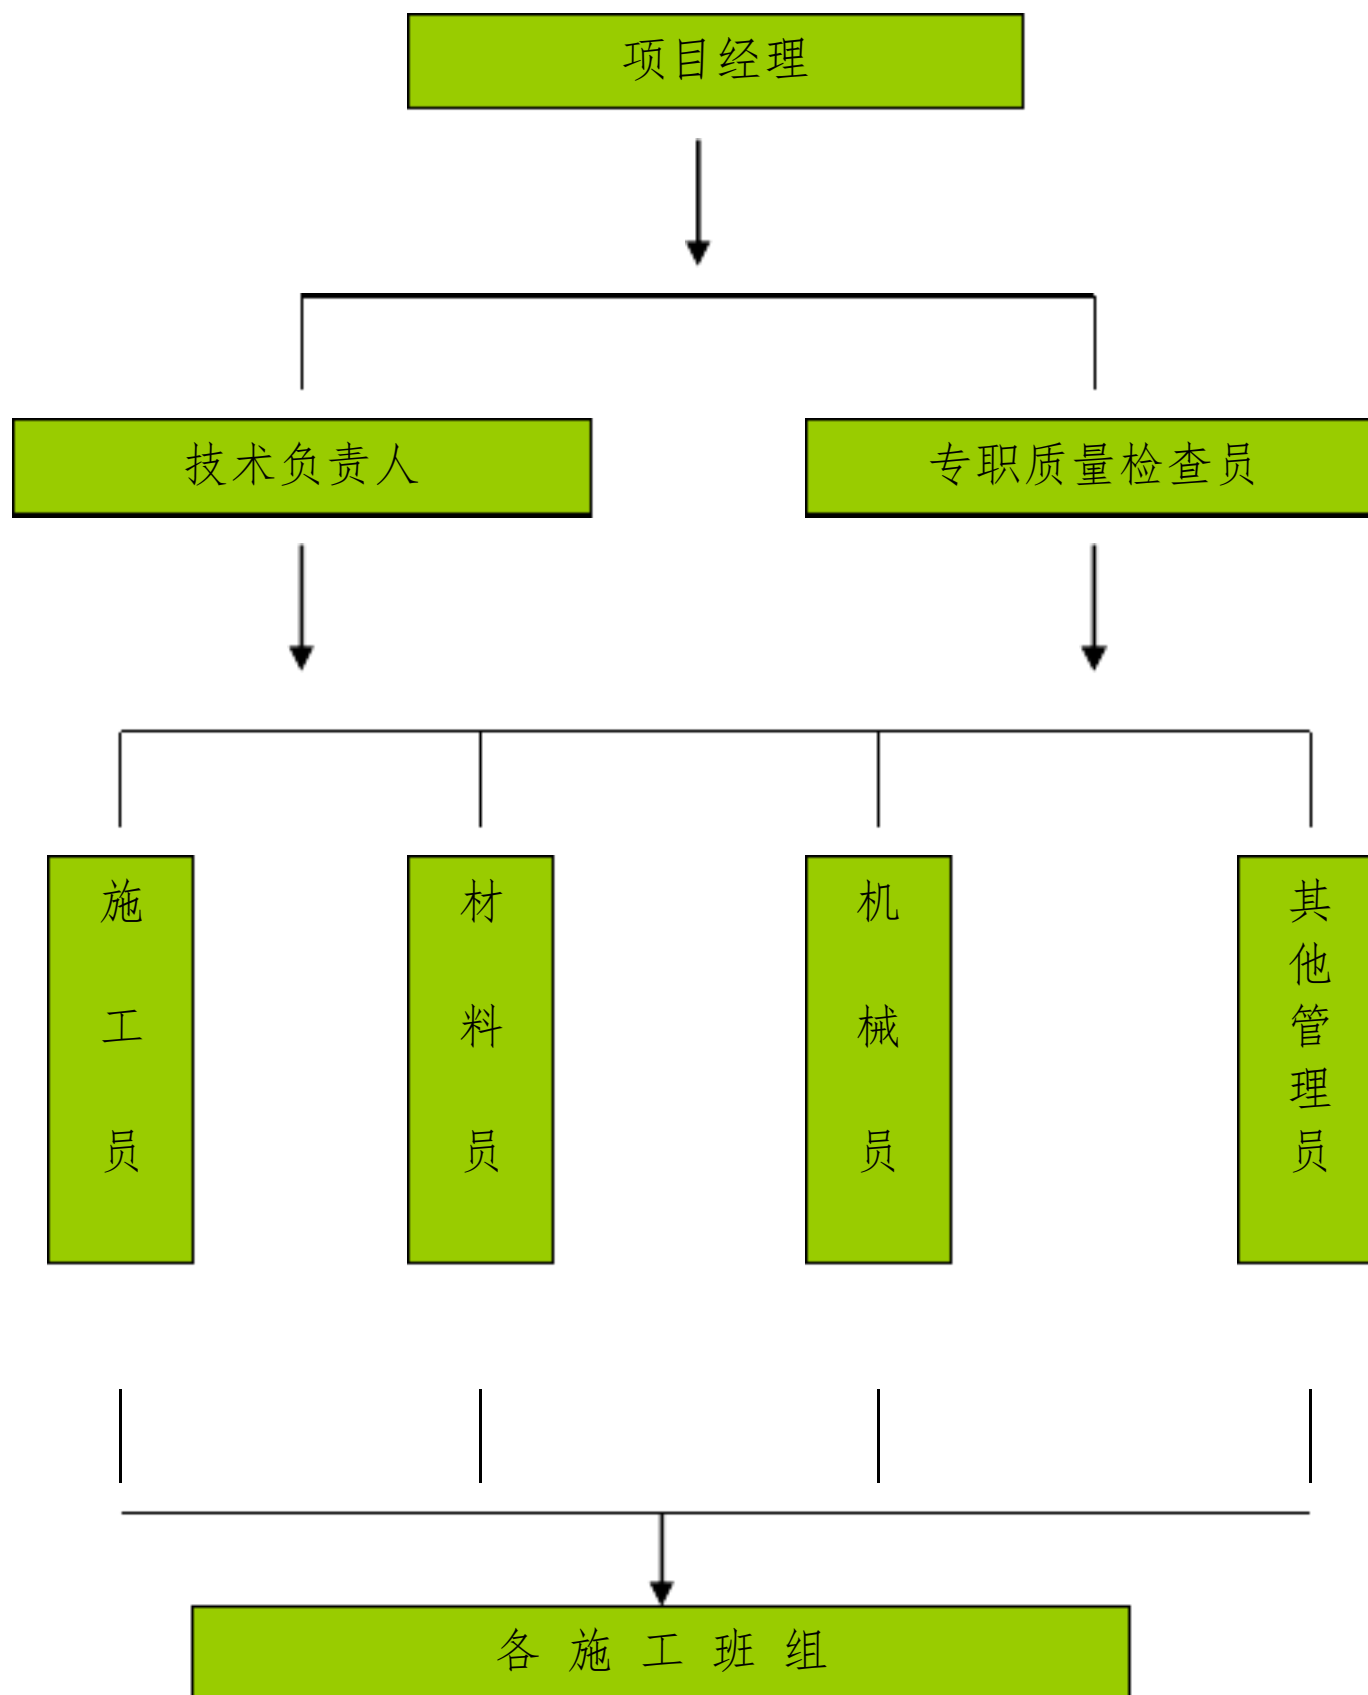 项目经理
技术负责人
专职质量检查员
施工员
材料员
机械员
其他管理员
各施工班组